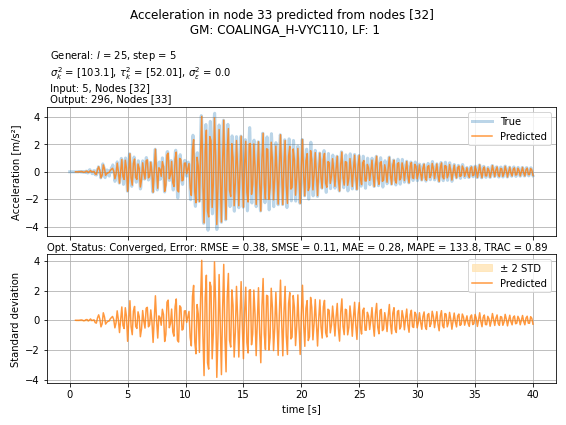 Acceleration in node 33 predicted from nodes [32]
GM: COALINGA_H-VYC110, LF: 1
General: l = 25, step = 5
σ²ₖ = [103.1], τ²ₖ = [52.01], σ²ε = 0.0
Input: 5, Nodes [32]
Output: 296, Nodes [33]
Acceleration [m/s²]
4
2
0
−2
−4
True
Predicted
Opt. Status: Converged, Error: RMSE = 0.38, SMSE = 0.11, MAE = 0.28, MAPE = 133.8, TRAC = 0.89
Standard deviation
4
2
0
−2
−4
± 2 STD
Predicted
0 5 10 15 20 25 30 35 40
time [s]